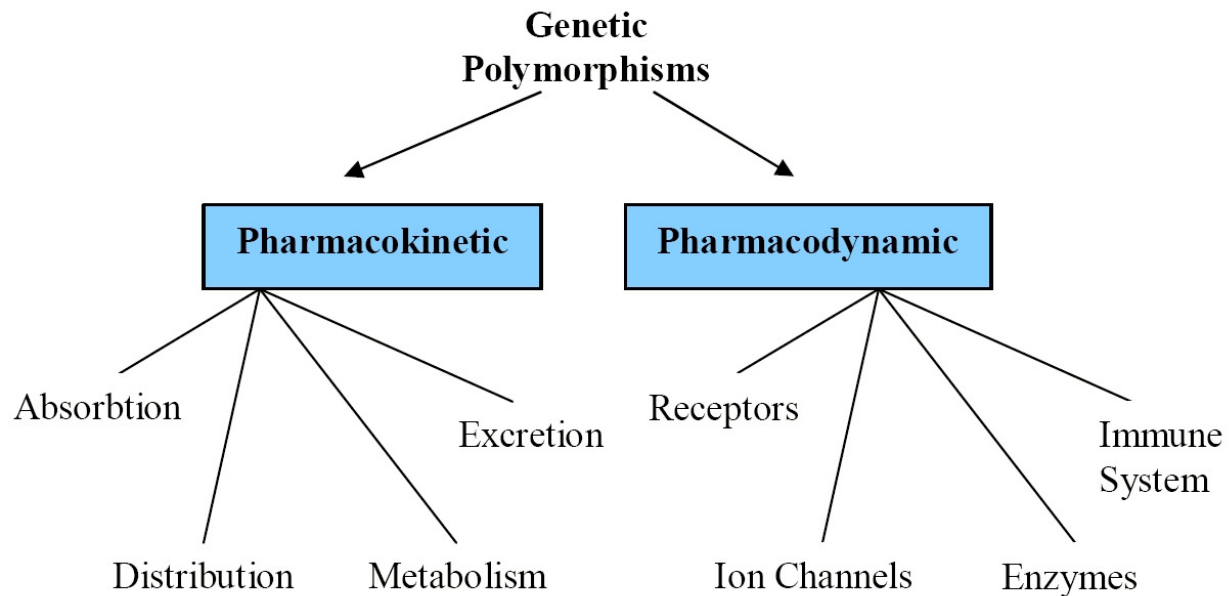 Genetic
Polymorphisms
Pharmacokinetic
Pharmacodynamic
Absorbtion
Excretion
Distribution
Metabolism
Receptors
Immune
System
Ion Channels
Enzymes